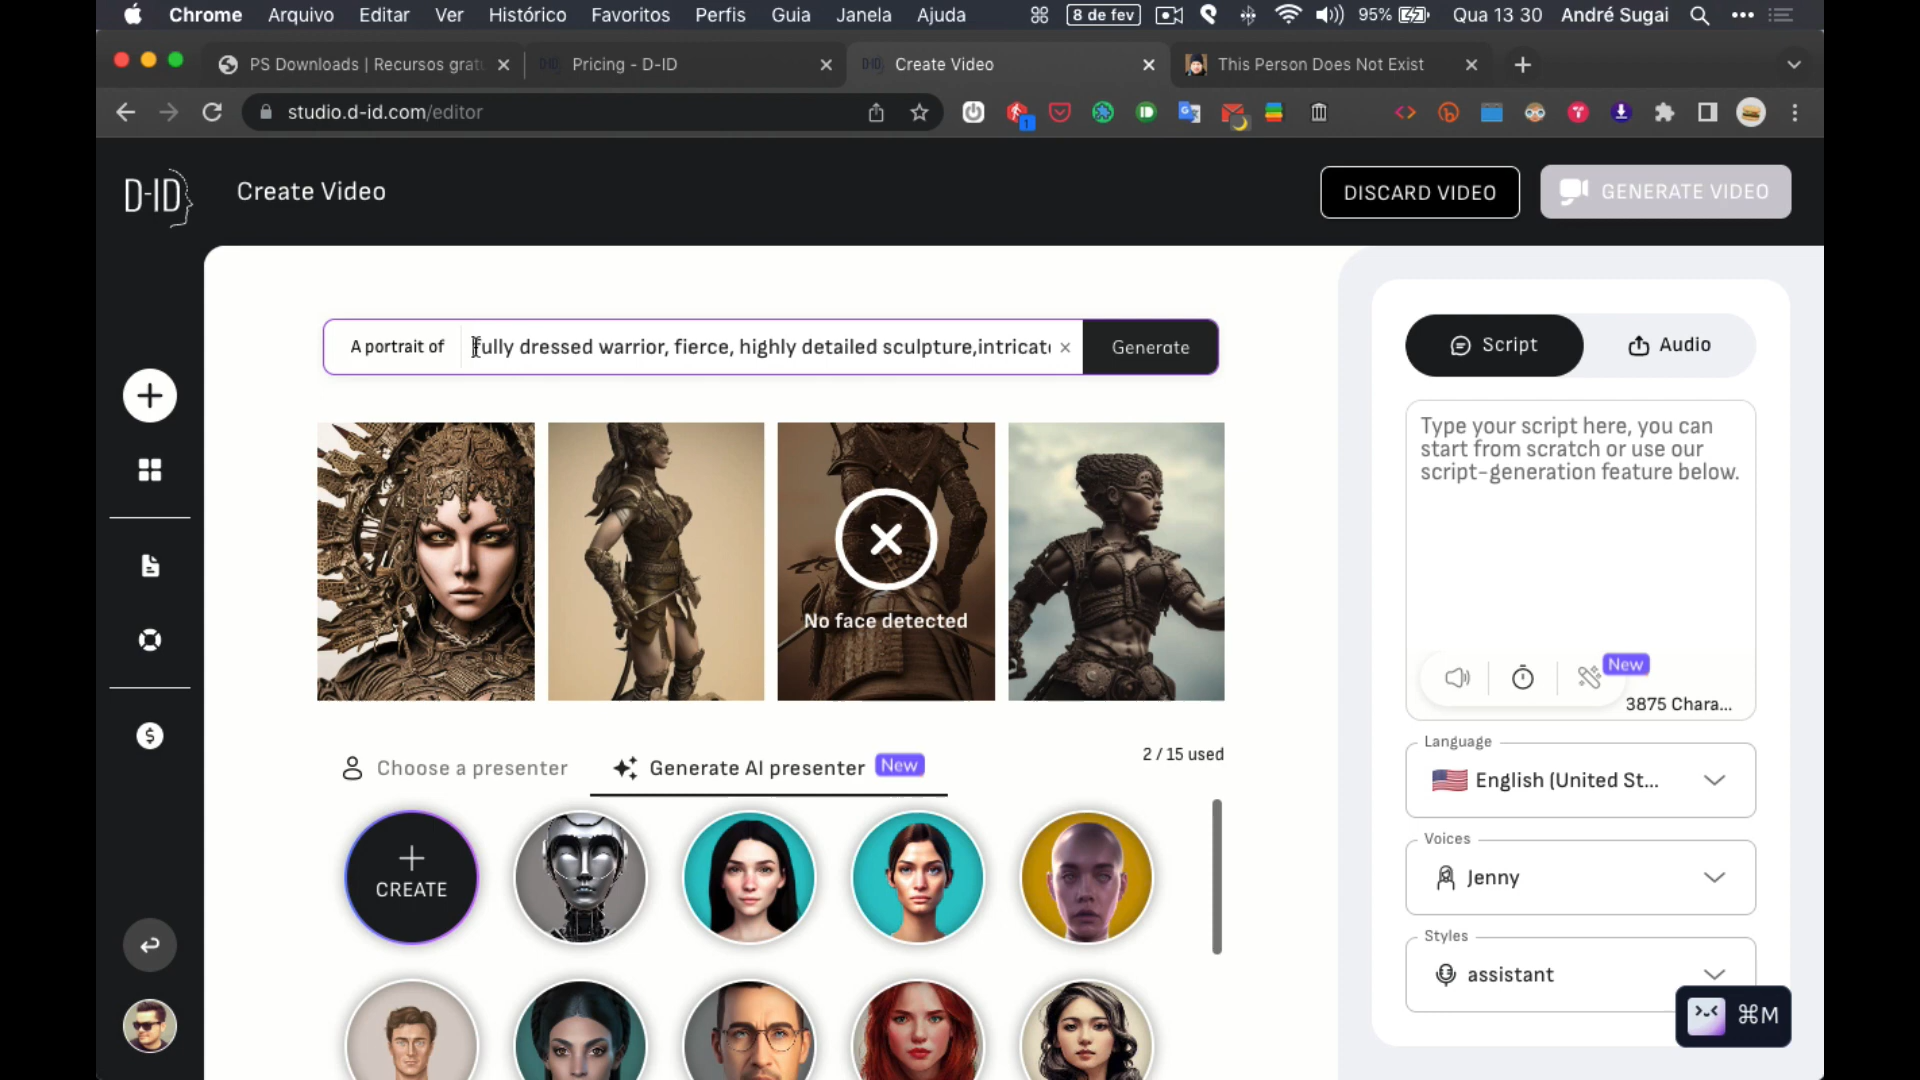 Chrome Arquivo Editar Ver Histórico Favoritos Perfis Guia Janela Ajuda 8 de fev 95% Qua 13 30 André Sugai
PS Downloads | Recursos grat
Pricing - D-ID
Create Video
This Person Does Not Exist
studio.d-id.com/editor
1
D-ID
Create Video
DISCARD VIDEO
GENERATE VIDEO
A portrait of
fully dressed warrior, fierce, highly detailed sculpture,intricat
Generate
No face detected
Choose a presenter
Generate AI presenter
New
2 / 15 used
+
CREATE
Script
Audio
Type your script here, you can
start from scratch or use our
script-generation feature below.
New
3875 Chara...
Language
English (United St...
Voices
Jenny
Styles
assistant
⌘M